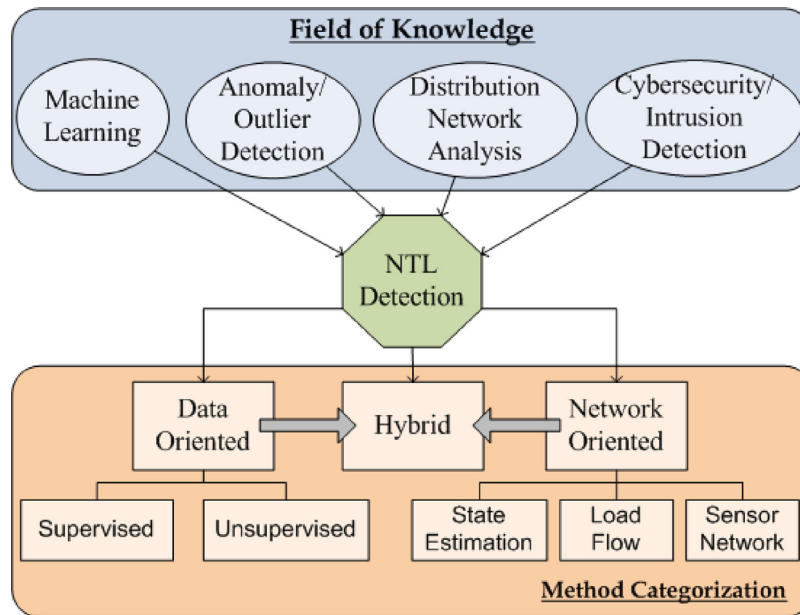 Field of Knowledge
Machine
Learning
Anomaly/
Outlier
Detection
Distribution
Network
Analysis
Cybersecurity/
Intrusion
Detection
NTL
Detection
Data
Oriented
Hybrid
Network
Oriented
Supervised
Unsupervised
State
Estimation
Load
Flow
Sensor
Network
Method Categorization